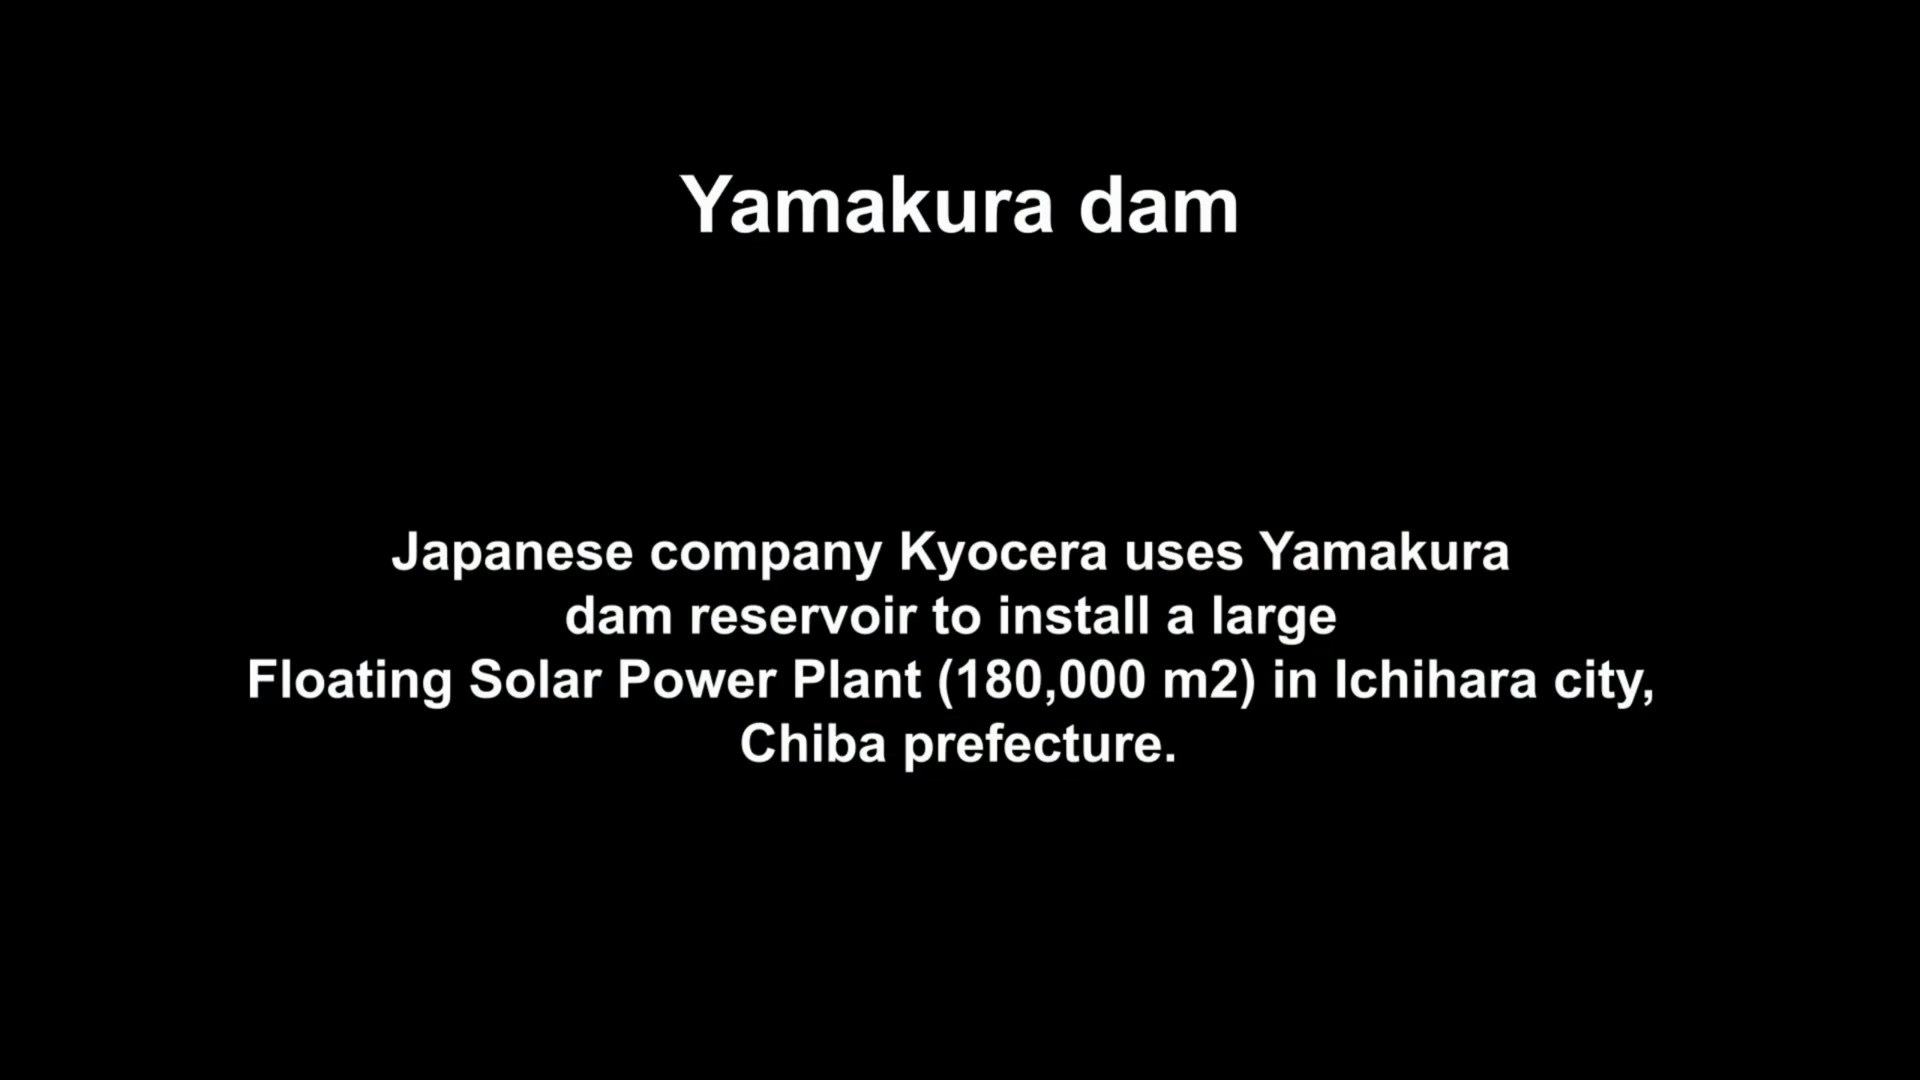 Yamakura dam
Japanese company Kyocera uses Yamakura
dam reservoir to install a large
Floating Solar Power Plant (180,000 m2) in Ichihara city,
Chiba prefecture.